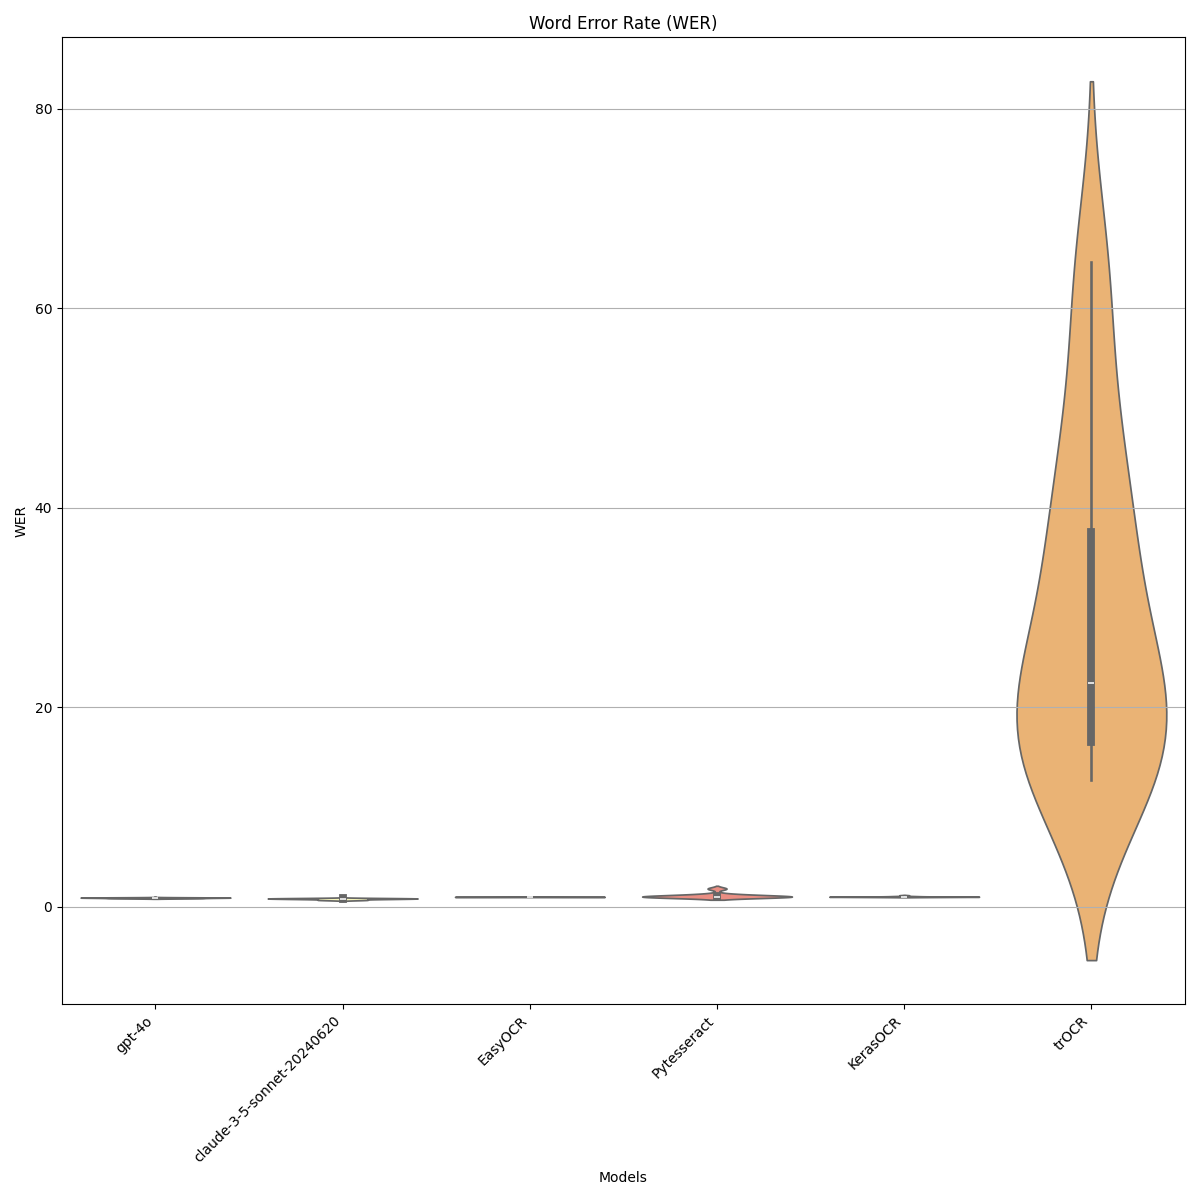 Word Error Rate (WER)
80
60
40
20
0
WER
gpt-4o
claude-3-5-sonnet-20240620
EasyOCR
Pytesseract
KerasOCR
trOCR
Models